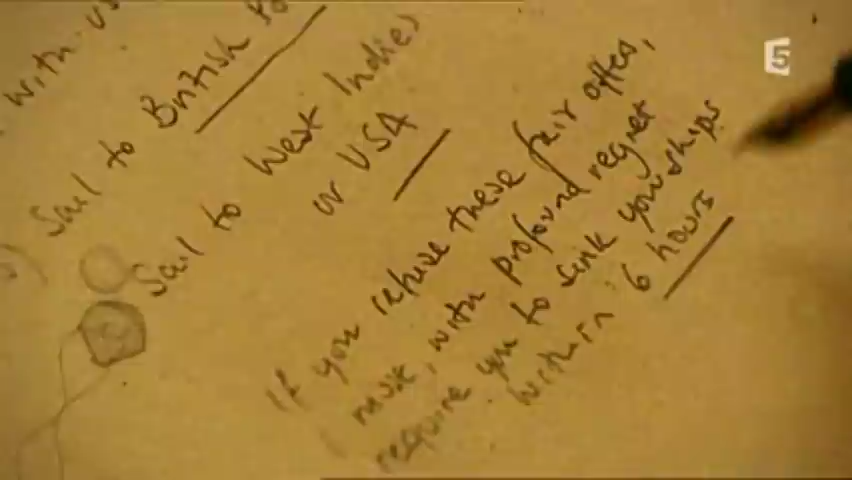 with us
Sail to British
Sail to West Indies
or USA
If you refuse these fair offers,
I must, with profound regret
require you to sink your ships
within 6 hours
5